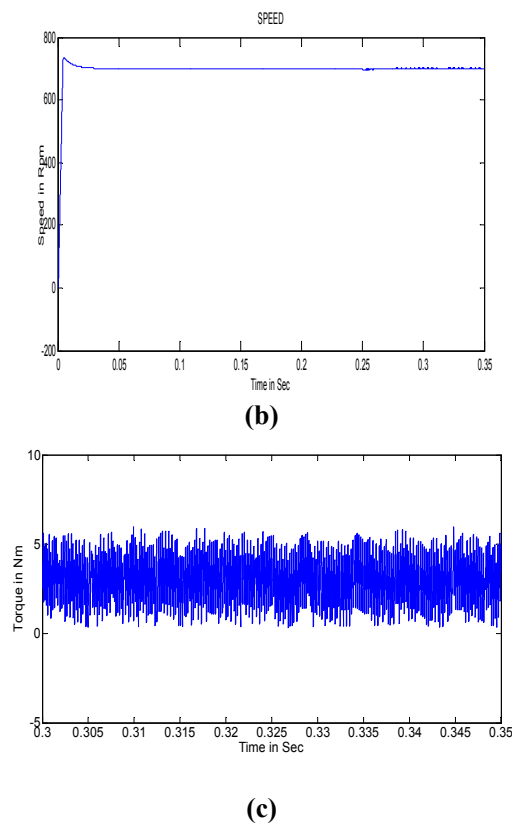 SPEED
800
600
400
200
0
-200
Speed in Rpm
0 0.05 0.1 0.15 0.2 0.25 0.3 0.35
Time in Sec
(b)
10
5
0
-5
Torque in Nm
0.3 0.305 0.31 0.315 0.32 0.325 0.33 0.335 0.34 0.345 0.35
Time in Sec
(c)